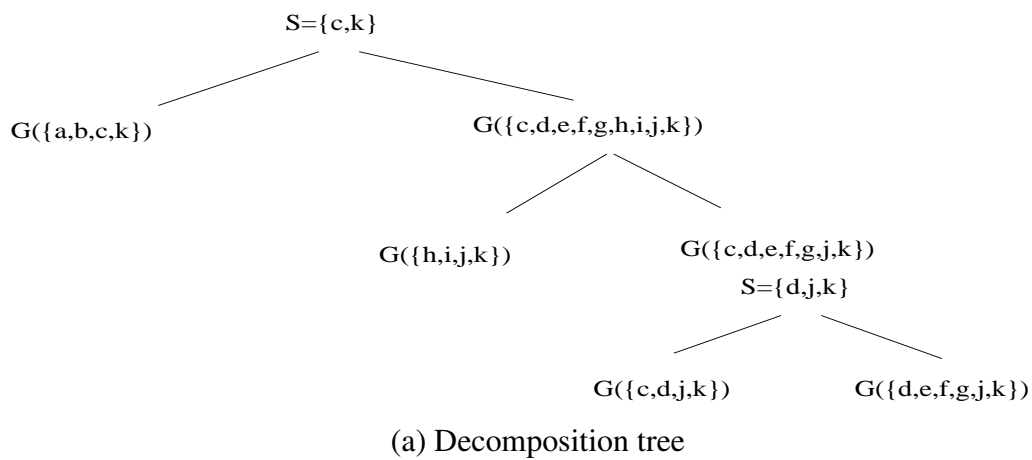 S={c,k}
G({a,b,c,k})
G({c,d,e,f,g,h,i,j,k})
G({h,i,j,k})
G({c,d,e,f,g,j,k})
S={d,j,k}
G({c,d,j,k})
G({d,e,f,g,j,k})
(a) Decomposition tree